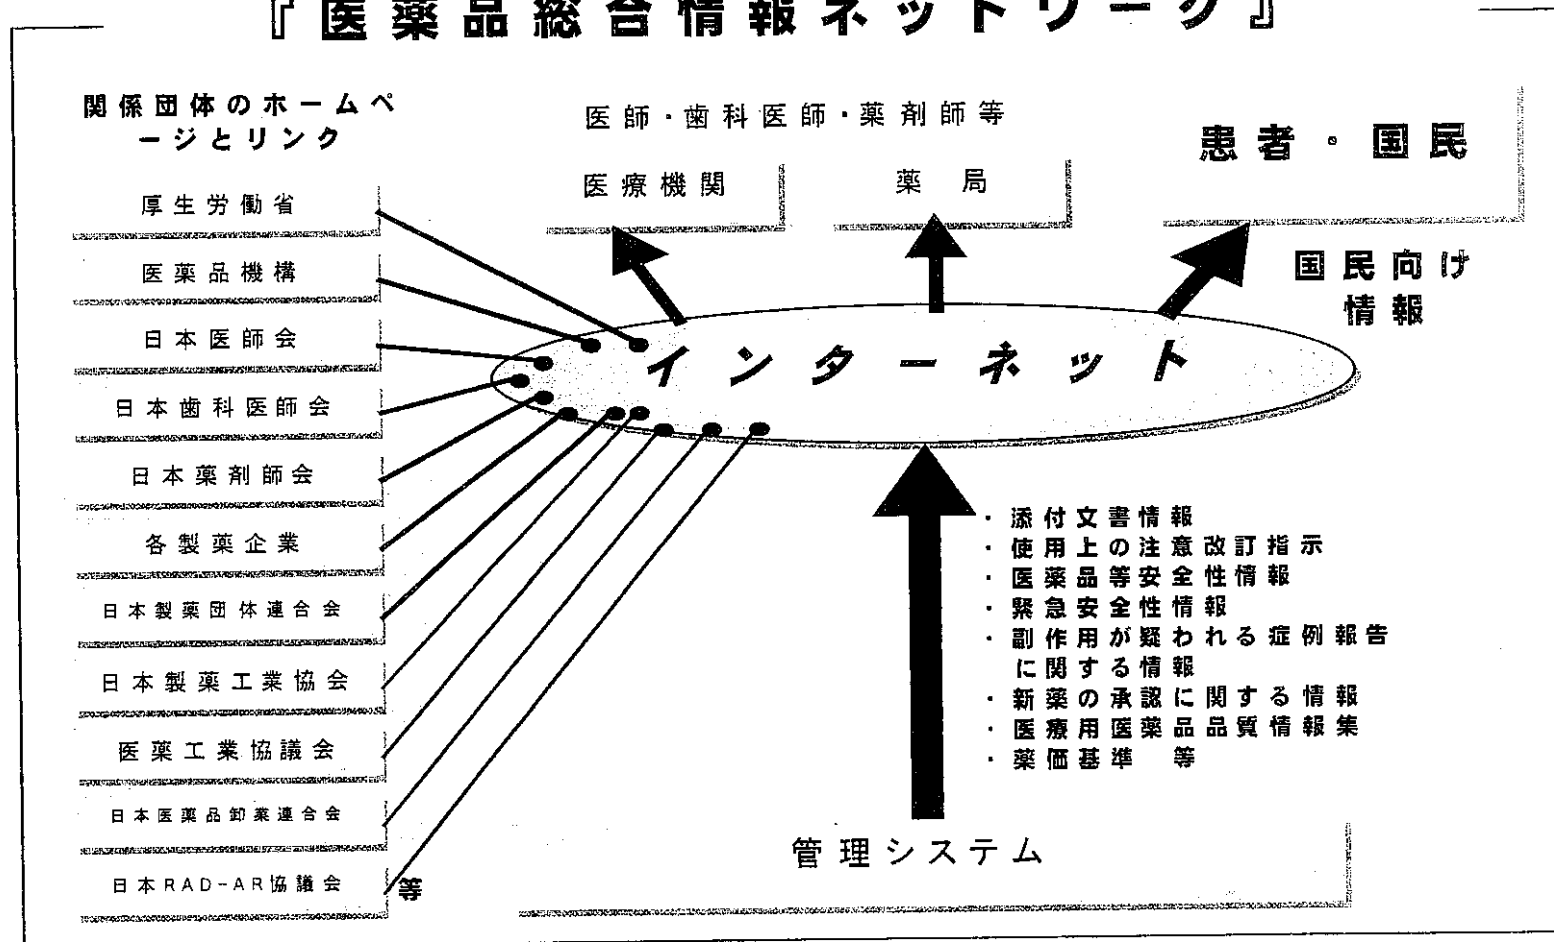 『医薬品総合情報ネットワーク』
関係団体のホームペ
ージとリンク
厚生労働省
医薬品機構
日本医師会
日本歯科医師会
日本薬剤師会
各製薬企業
日本製薬団体連合会
日本製薬工業協会
医薬工業協議会
日本医薬品卸業連合会
日本RAD-AR協議会 等
医師・歯科医師・薬剤師等
医療機関
薬 局
患者・国民
国民向け
情報
インターネット
・添付文書情報
・使用上の注意改訂指示
・医薬品等安全性情報
・緊急安全性情報
・副作用が疑われる症例報告
に関する情報
・新薬の承認に関する情報
・医療用医薬品品質情報集
・薬価基準 等
管理システム